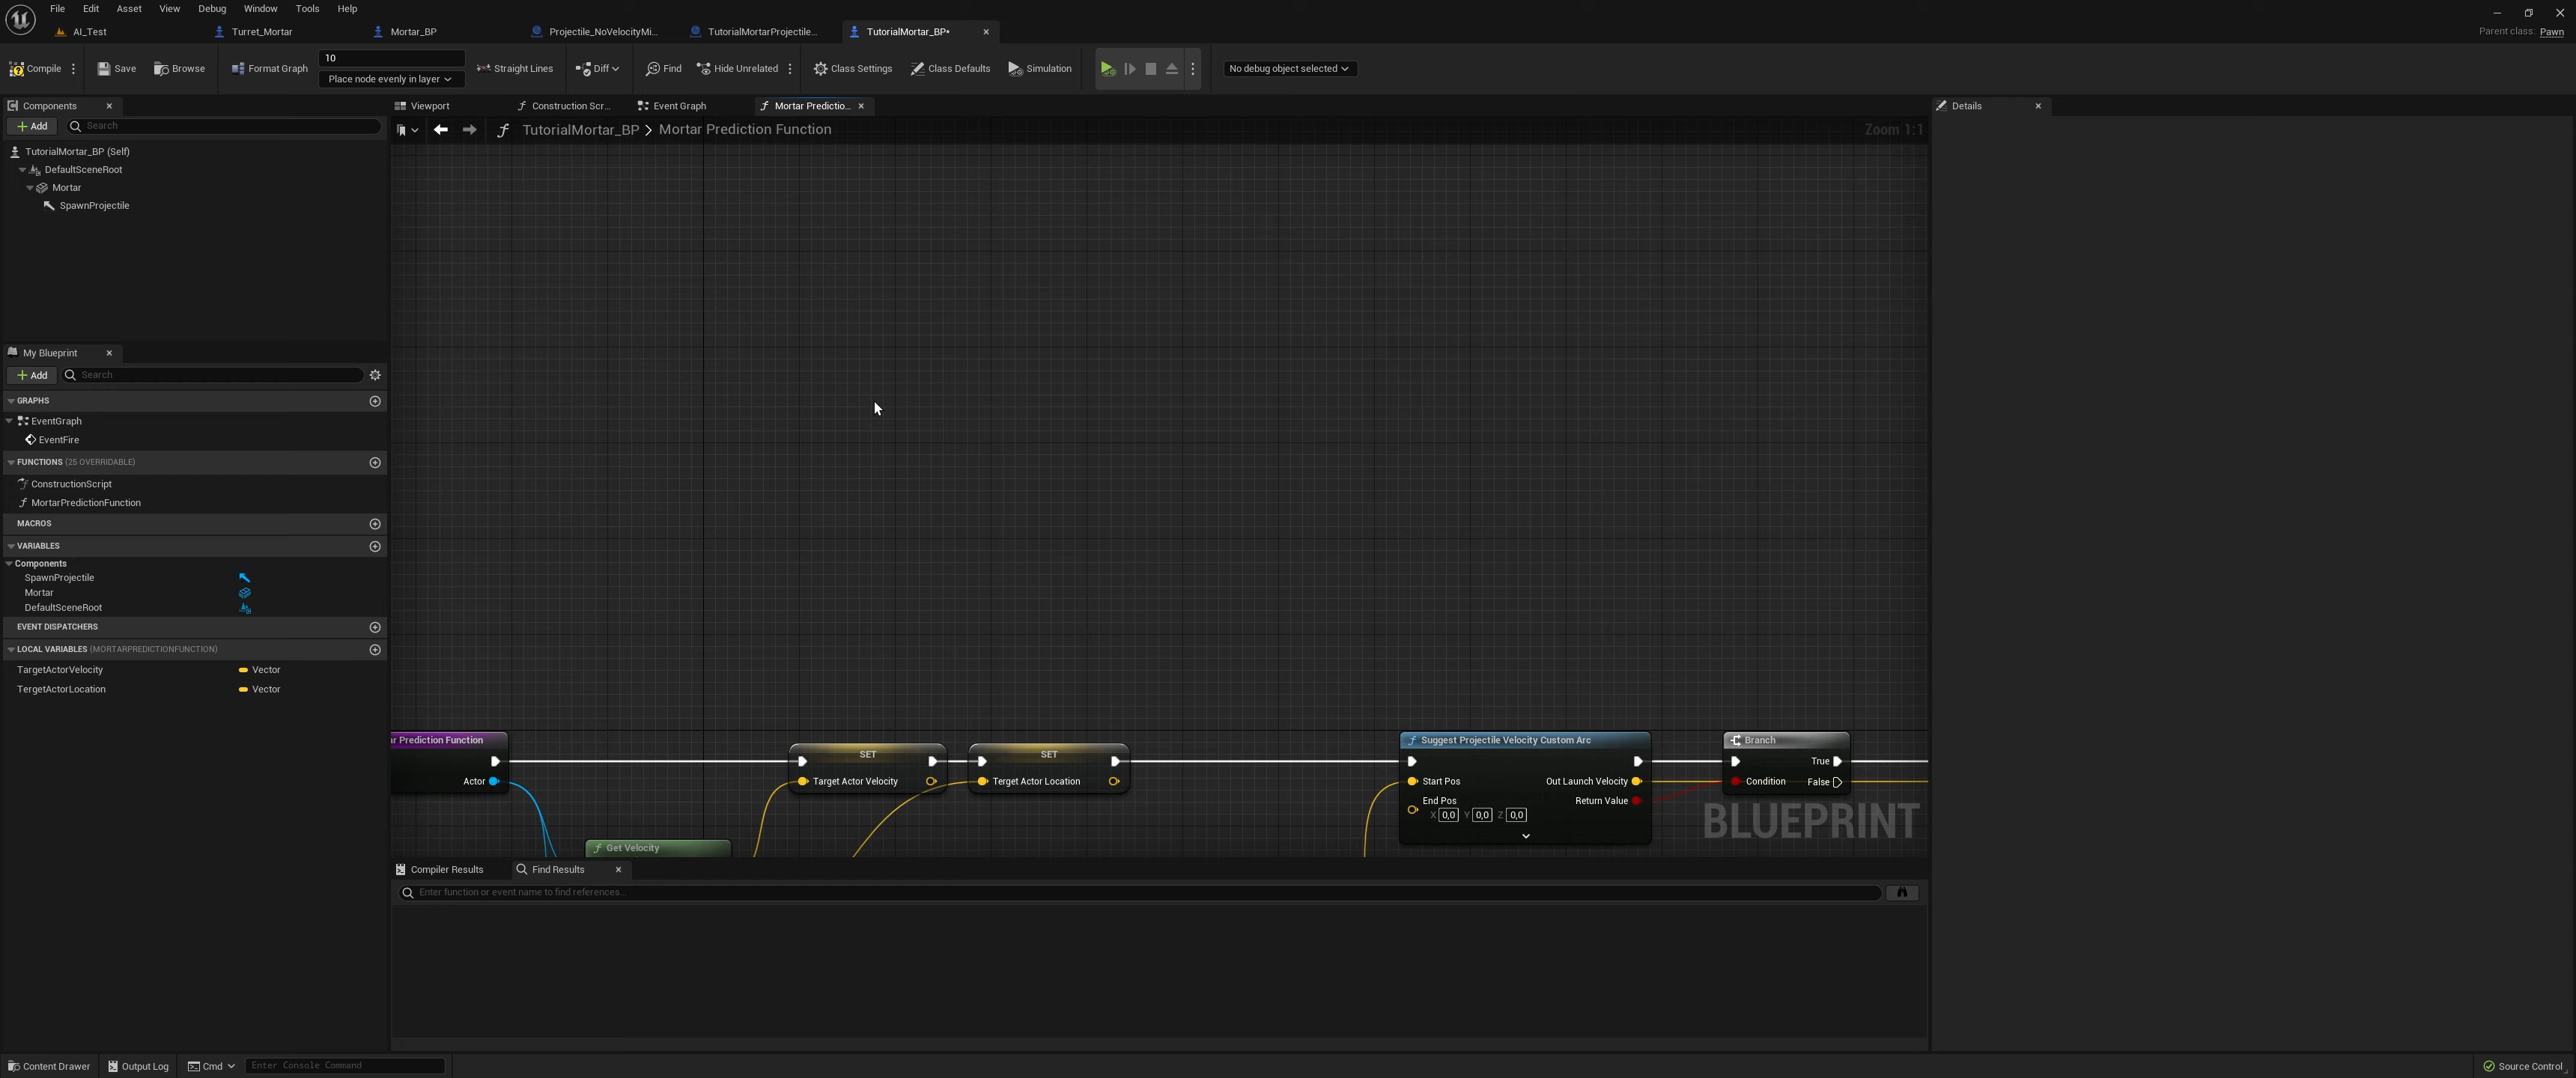 File Edit Asset View Debug Window Tools Help
AI_Test Turret_Mortar Mortar_BP Projectile_NoVelocityMi... TutorialMortarProjectile... TutorialMortar_BP*
Parent class: Pawn
Compile Save Browse Format Graph 10 Straight Lines Diff Find Hide Unrelated Class Settings Class Defaults Simulation No debug object selected
Place node evenly in layer
Components
Viewport Construction Scr... Event Graph Mortar Predictio...
Details
Add Search
TutorialMortar_BP > Mortar Prediction Function
Zoom 1:1
TutorialMortar_BP (Self)
DefaultSceneRoot
Mortar
SpawnProjectile
My Blueprint
Add Search
GRAPHS
EventGraph
EventFire
FUNCTIONS (25 OVERRIDABLE)
ConstructionScript
MortarPredictionFunction
MACROS
VARIABLES
Components
SpawnProjectile
Mortar
DefaultSceneRoot
EVENT DISPATCHERS
LOCAL VARIABLES (MORTARPREDICTIONFUNCTION)
TargetActorVelocity Vector
TergetActorLocation Vector
ar Prediction Function
Actor
SET
Target Actor Velocity
SET
Terget Actor Location
Get Velocity
Suggest Projectile Velocity Custom Arc
Start Pos Out Launch Velocity
End Pos Return Value
X 0,0 Y 0,0 Z 0,0
Branch
True
Condition False
BLUEPRINT
Compiler Results Find Results
Enter function or event name to find references...
Content Drawer Output Log Cmd Enter Console Command
Source Control